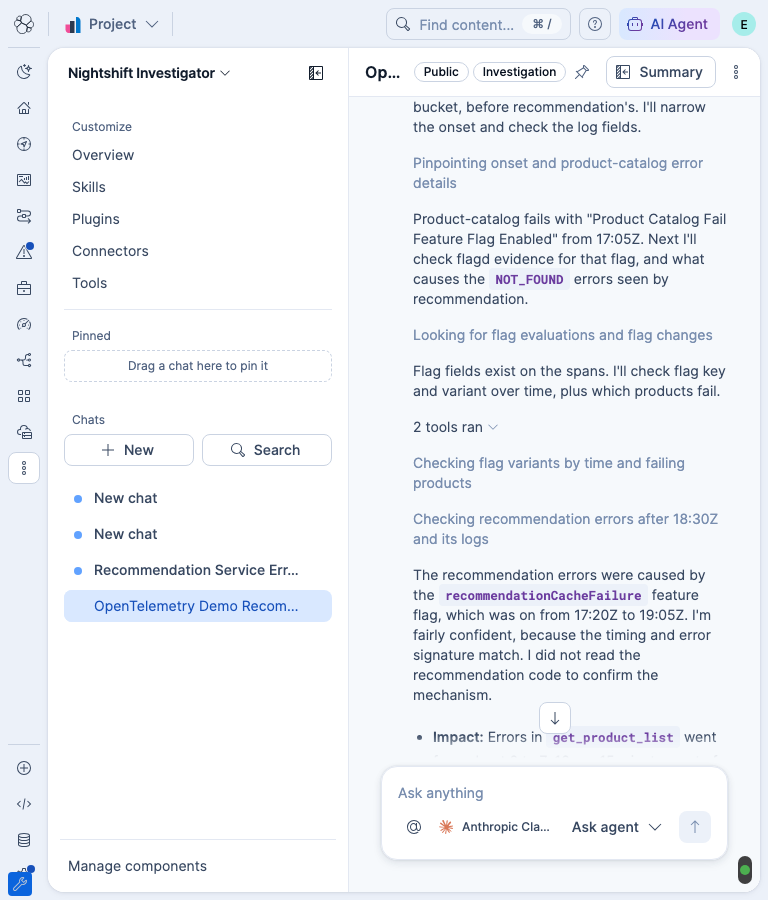 Project
Find content...
⌘ /
AI Agent
E
Nightshift Investigator
Customize
Overview
Skills
Plugins
Connectors
Tools
Pinned
Drag a chat here to pin it
Chats
New
Search
New chat
New chat
Recommendation Service Err...
OpenTelemetry Demo Recom...
Manage components
Op...
Public
Investigation
Summary
bucket, before recommendation's. I'll narrow
the onset and check the log fields.
Pinpointing onset and product-catalog error
details
Product-catalog fails with "Product Catalog Fail
Feature Flag Enabled" from 17:05Z. Next I'll
check flagd evidence for that flag, and what
causes the NOT_FOUND errors seen by
recommendation.
Looking for flag evaluations and flag changes
Flag fields exist on the spans. I'll check flag key
and variant over time, plus which products fail.
2 tools ran
Checking flag variants by time and failing
products
Checking recommendation errors after 18:30Z
and its logs
The recommendation errors were caused by
the recommendationCacheFailure feature
flag, which was on from 17:20Z to 19:05Z. I'm
fairly confident, because the timing and error
signature match. I did not read the
recommendation code to confirm the
mechanism.
• Impact: Errors in get_product_list went
Ask anything
@
Anthropic Cla...
Ask agent